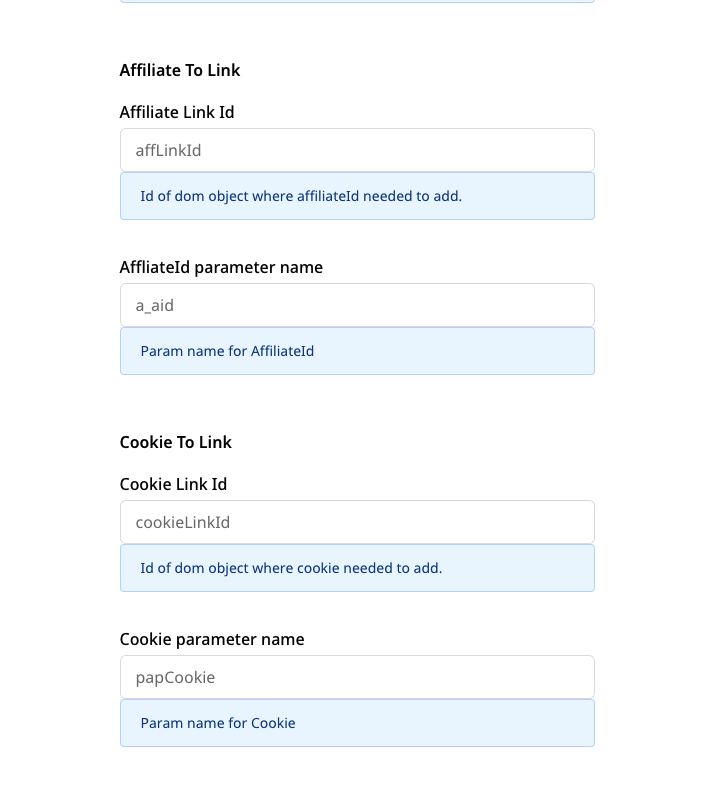 Affiliate To Link
Affiliate Link Id
affLinkId
Id of dom object where affiliateId needed to add.
AffliateId parameter name
a_aid
Param name for AffiliateId
Cookie To Link
Cookie Link Id
cookieLinkId
Id of dom object where cookie needed to add.
Cookie parameter name
papCookie
Param name for Cookie